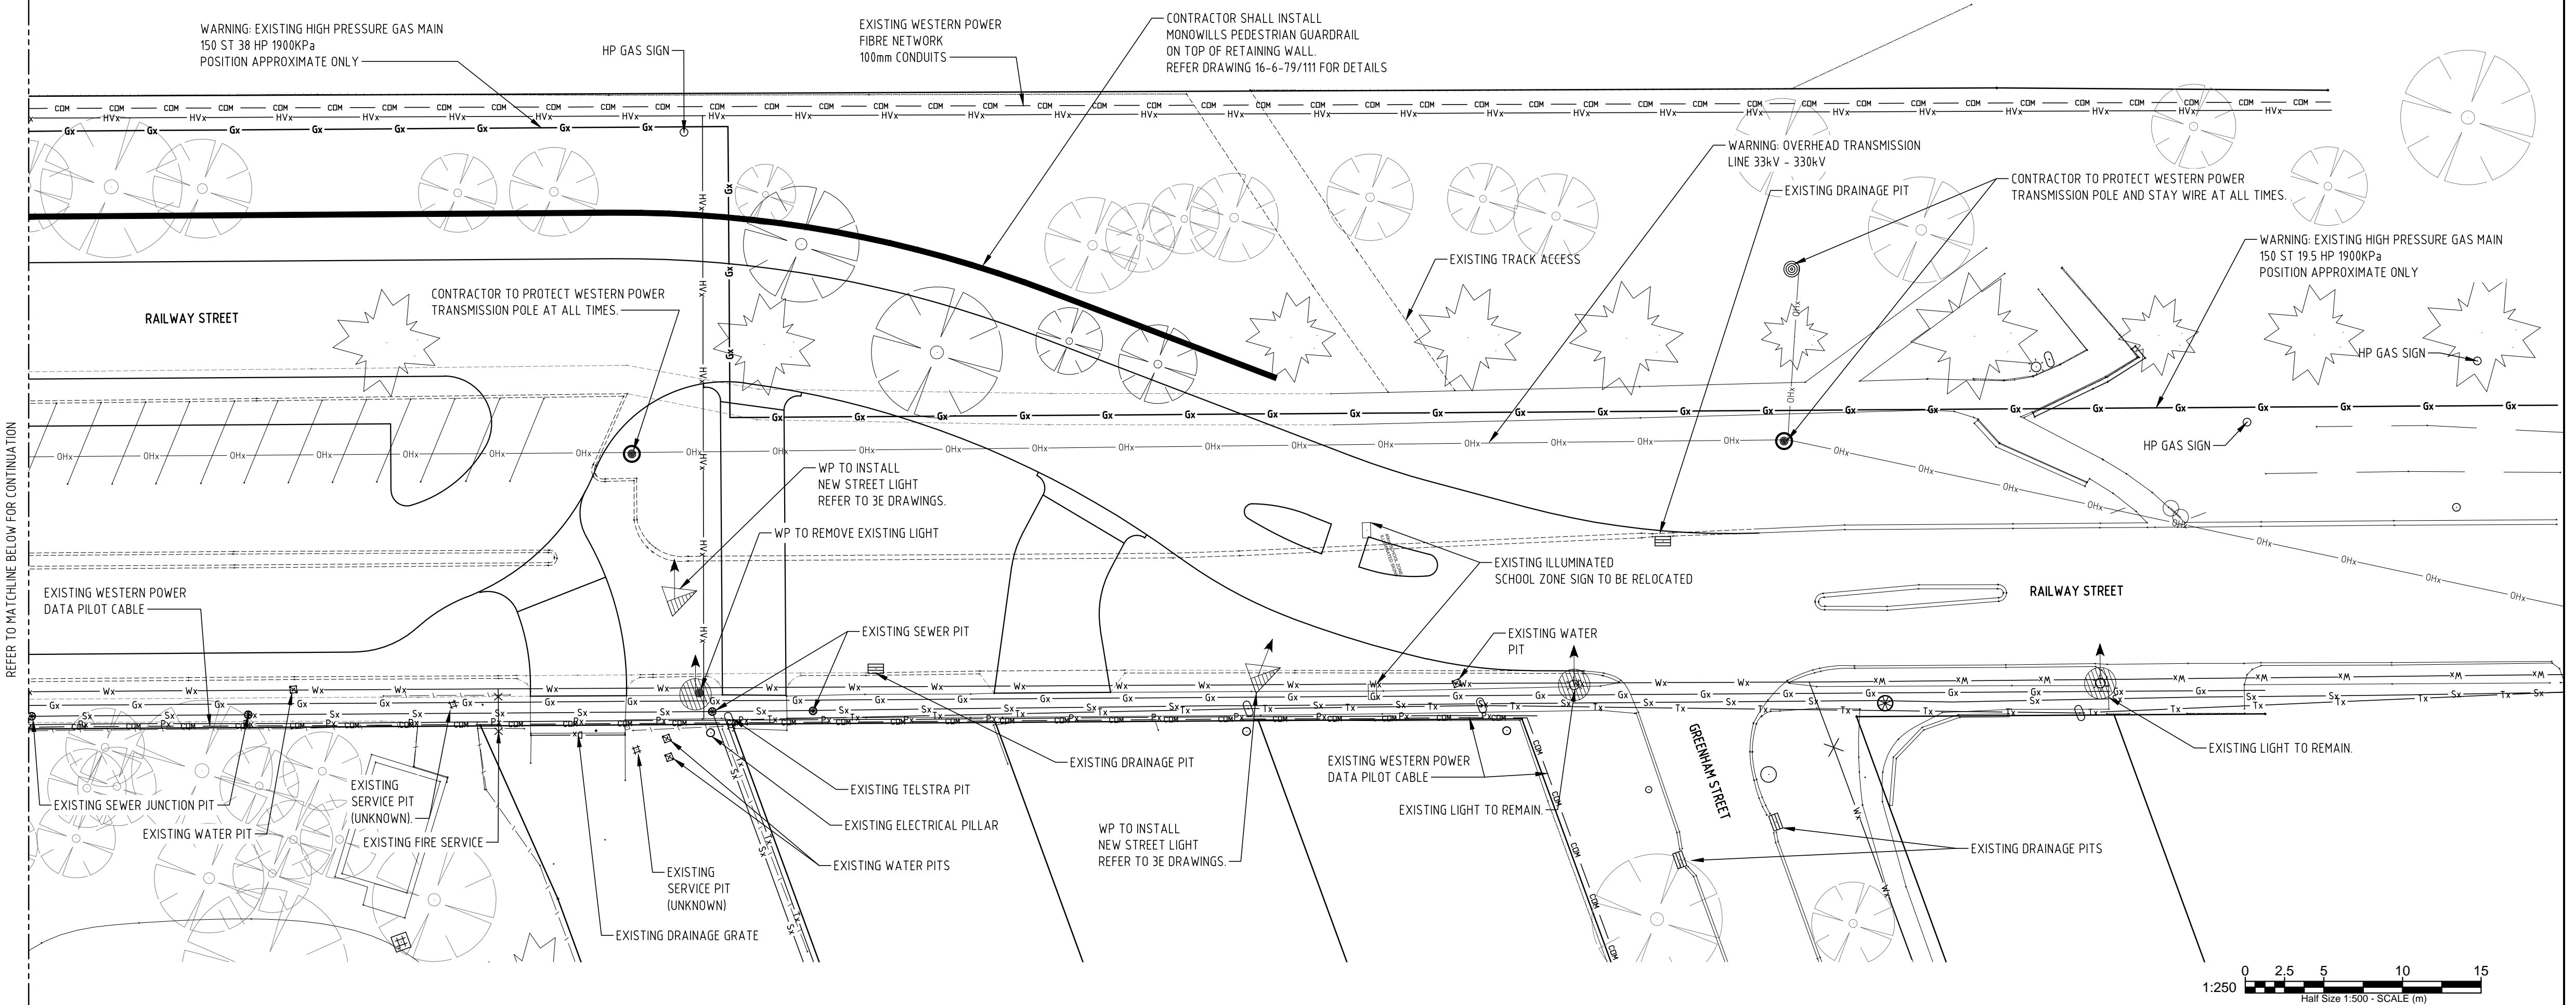 WARNING: EXISTING HIGH PRESSURE GAS MAIN
150 ST 38 HP 1900KPa
POSITION APPROXIMATE ONLY
HP GAS SIGN
EXISTING WESTERN POWER
FIBRE NETWORK
100mm CONDUITS
CONTRACTOR SHALL INSTALL
MONOWILLS PEDESTRIAN GUARDRAIL
ON TOP OF RETAINING WALL.
REFER DRAWING 16-6-79/111 FOR DETAILS
WARNING: OVERHEAD TRANSMISSION
LINE 33kV - 330kV
EXISTING DRAINAGE PIT
CONTRACTOR TO PROTECT WESTERN POWER
TRANSMISSION POLE AND STAY WIRE AT ALL TIMES.
WARNING: EXISTING HIGH PRESSURE GAS MAIN
150 ST 19.5 HP 1900KPa
POSITION APPROXIMATE ONLY
EXISTING TRACK ACCESS
CONTRACTOR TO PROTECT WESTERN POWER
TRANSMISSION POLE AT ALL TIMES.
RAILWAY STREET
HP GAS SIGN
HP GAS SIGN
REFER TO MATCHLINE BELOW FOR CONTINUATION
WP TO INSTALL
NEW STREET LIGHT
REFER TO 3E DRAWINGS.
WP TO REMOVE EXISTING LIGHT
EXISTING ILLUMINATED
SCHOOL ZONE SIGN TO BE RELOCATED
EXISTING WESTERN POWER
DATA PILOT CABLE
RAILWAY STREET
EXISTING SEWER PIT
EXISTING WATER
PIT
GREENHAM STREET
EXISTING LIGHT TO REMAIN.
EXISTING DRAINAGE PIT
EXISTING WESTERN POWER
DATA PILOT CABLE
EXISTING TELSTRA PIT
EXISTING SEWER JUNCTION PIT
EXISTING
SERVICE PIT
(UNKNOWN).
EXISTING LIGHT TO REMAIN.
EXISTING ELECTRICAL PILLAR
EXISTING WATER PIT
EXISTING FIRE SERVICE
WP TO INSTALL
NEW STREET LIGHT
REFER TO 3E DRAWINGS.
EXISTING DRAINAGE PITS
EXISTING WATER PITS
EXISTING
SERVICE PIT
(UNKNOWN)
EXISTING DRAINAGE GRATE
0 2.5 5 10 15
1:250
Half Size 1:500 - SCALE (m)